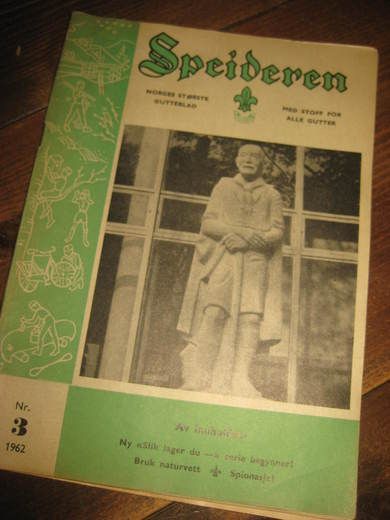 Speideren
NORGES STØRSTE
GUTTEBLAD
MED STOFF FOR
ALLE GUTTER
Nr.
3
1962
Av innholdet:
Ny «Slik lager du —» serie begynner!
Bruk naturvett
Spionasje!